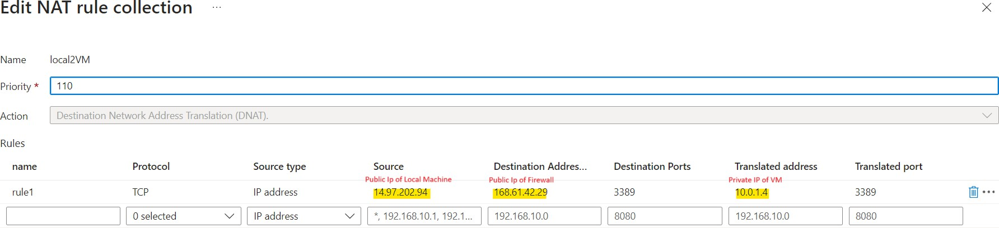 Edit NAT rule collection ...
Name local2VM
Priority * 110
Action Destination Network Address Translation (DNAT).
Rules
name Protocol Source type Source Destination Addres... Destination Ports Translated address Translated port
Public Ip of Local Machine Public Ip of Firewall Private IP of VM
rule1 TCP IP address 14.97.202.94 168.61.42.29 3389 10.0.1.4 3389
0 selected IP address *, 192.168.10.1, 192.1... 192.168.10.0 8080 192.168.10.0 8080